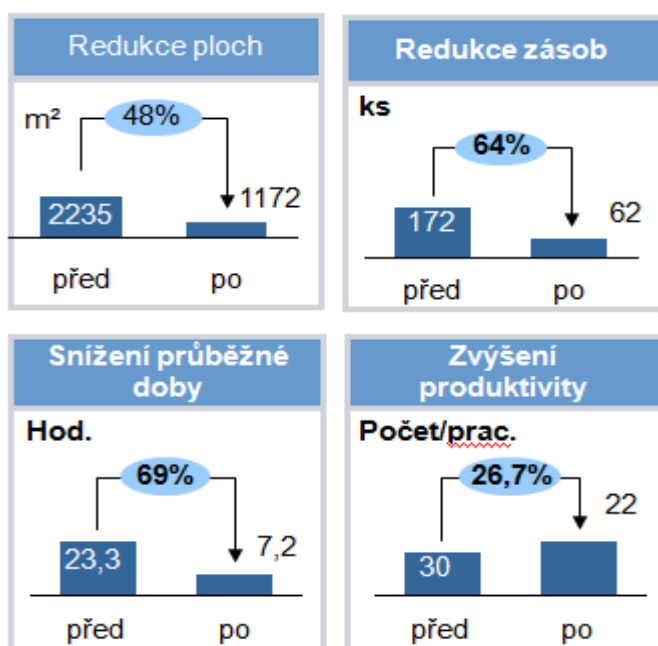 Redukce ploch
m²
48%
2235
1172
před
po
Redukce zásob
ks
64%
172
62
před
po
Snížení průběžné
doby
Hod.
69%
23,3
7,2
před
po
Zvýšení
produktivity
Počet/prac.
26,7%
30
22
před
po